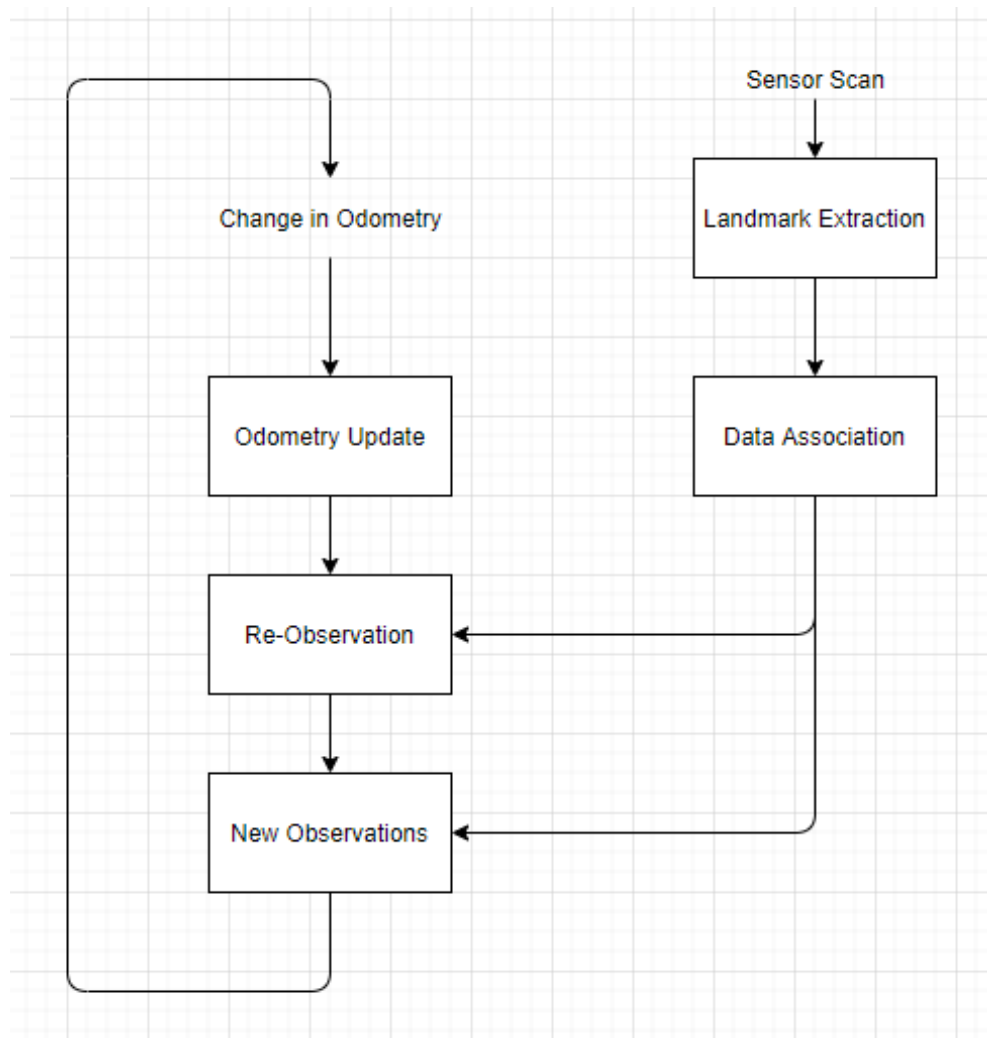 Sensor Scan
Change in Odometry
Landmark Extraction
Odometry Update
Data Association
Re-Observation
New Observations